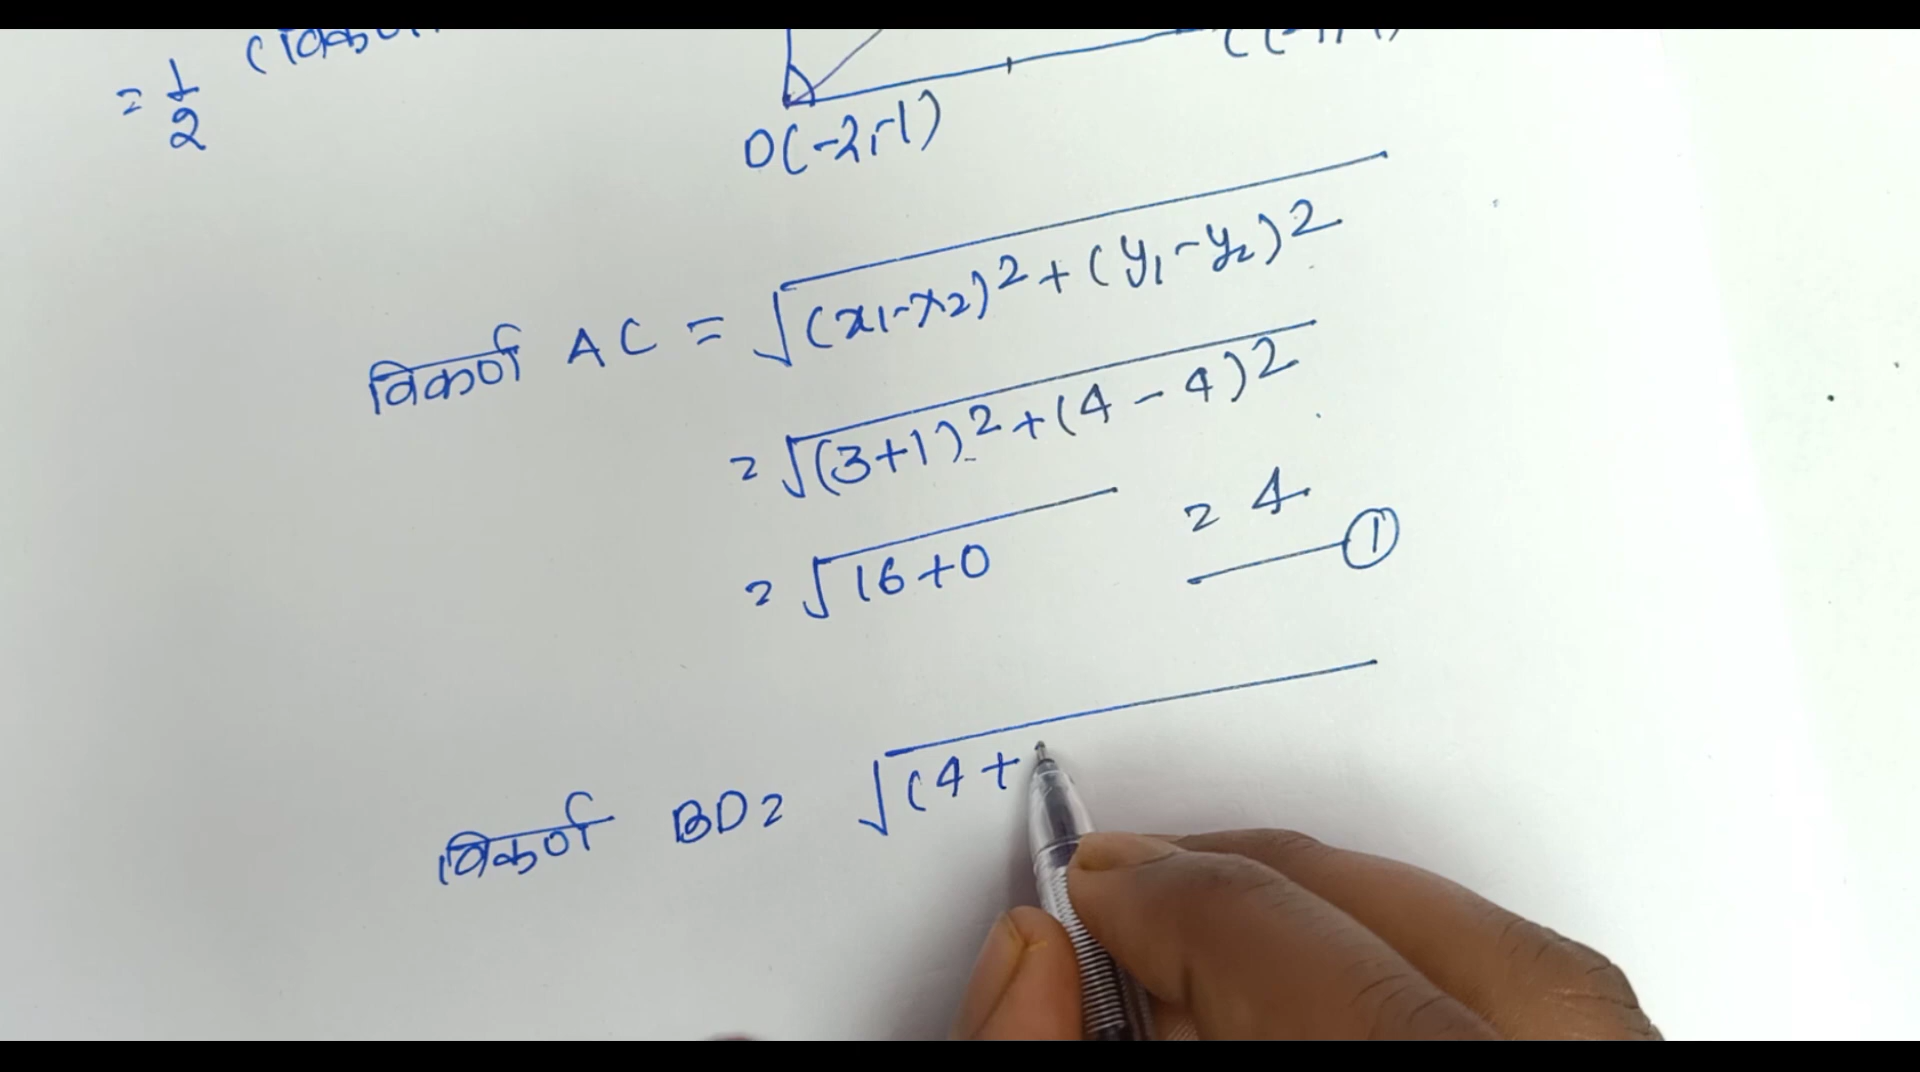 = 1/2
D(-2,-1)
विकर्ण AC = √(x₁-x₂)² + (y₁-y₂)²
= √(3+1)² + (4-4)²
= √16+0 = 4 ①
विकर्ण BD = √(4+